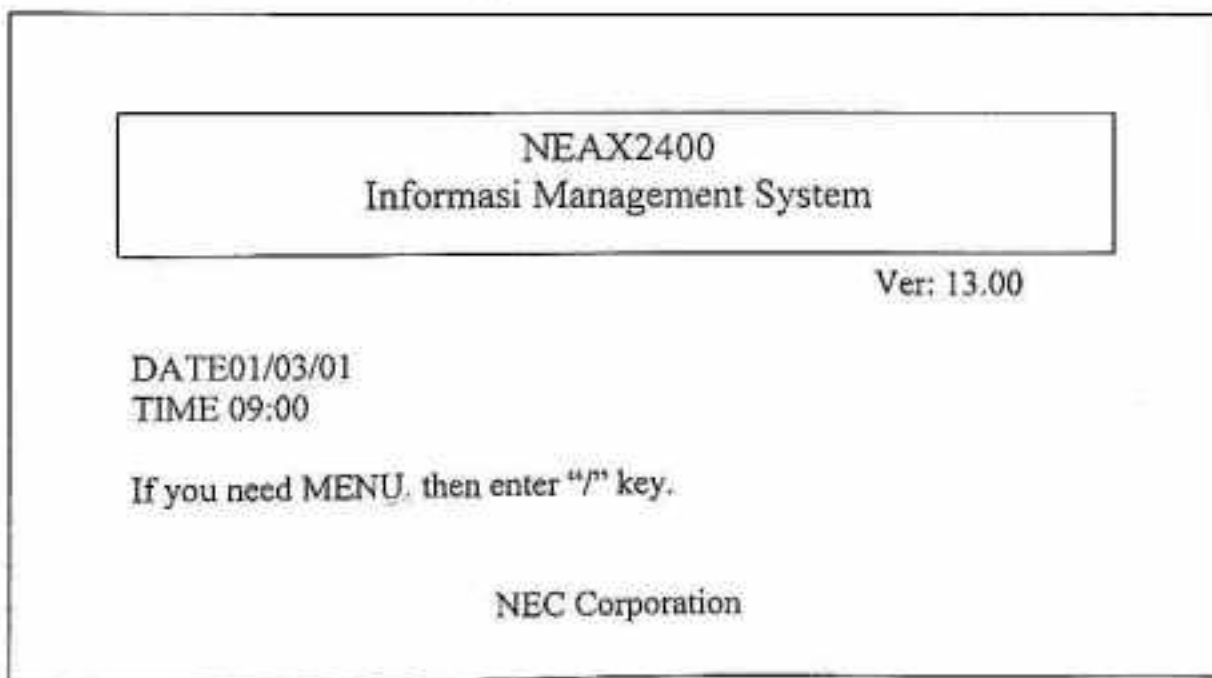 NEAX2400
Informasi Management System
Ver: 13.00
DATE01/03/01
TIME 09:00
If you need MENU. then enter “/” key.
NEC Corporation